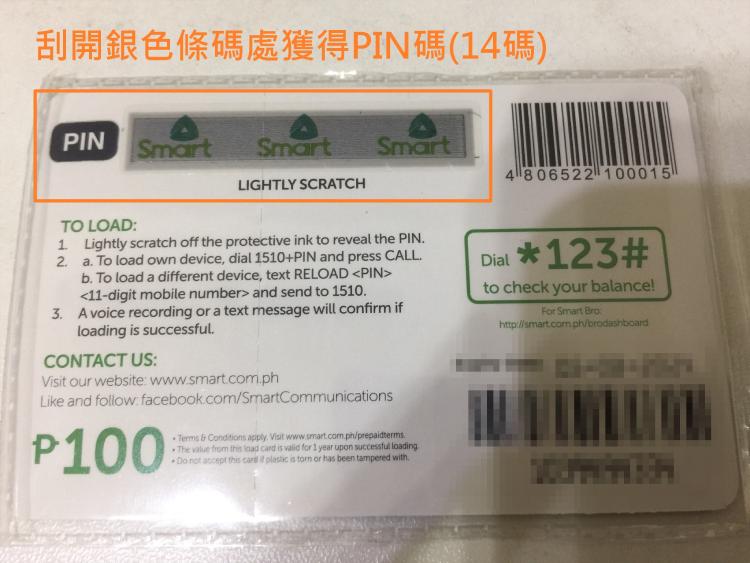 刮開銀色條碼處獲得PIN碼(14碼)
PIN
Smart Smart Smart
LIGHTLY SCRATCH
4 806522 100015
TO LOAD:
1. Lightly scratch off the protective ink to reveal the PIN.
2. a. To load own device, dial 1510+PIN and press CALL.
b. To load a different device, text RELOAD <PIN>
<11-digit mobile number> and send to 1510.
3. A voice recording or a text message will confirm if
loading is successful.
Dial *123#
to check your balance!
For Smart Bro:
http://smart.com.ph/brodashboard
CONTACT US:
Visit our website: www.smart.com.ph
Like and follow: facebook.com/SmartCommunications
₱100
• Terms & Conditions apply. Visit www.smart.com.ph/prepaidterms.
• The value from this load card is valid for 1 year upon successful loading.
• Do not accept this card if plastic is torn or has been tampered with.